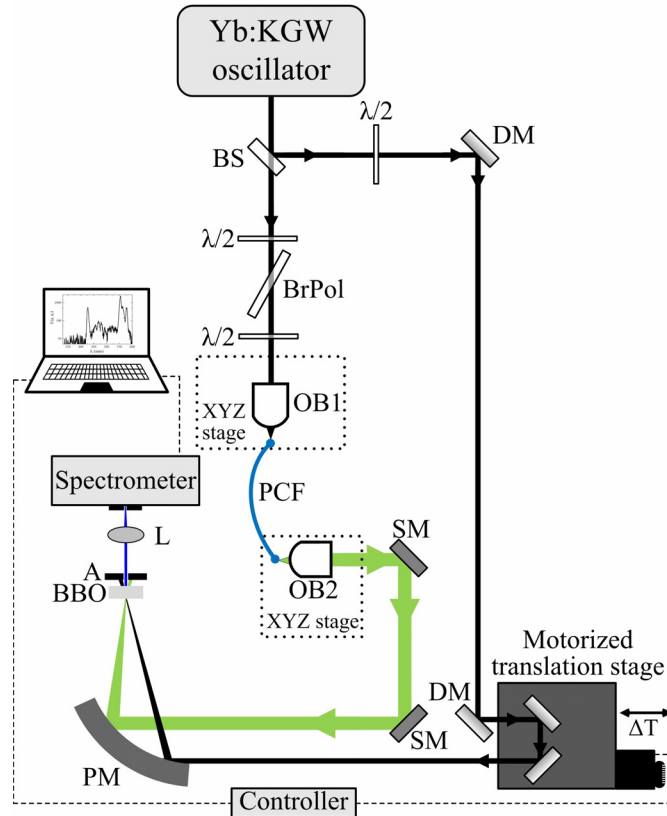 Yb:KGW
oscillator
λ/2
DM
BS
λ/2
BrPol
λ/2
OB1
XYZ
stage
PCF
Spectrometer
L
A
BBO
OB2
XYZ stage
SM
Motorized
translation stage
DM
ΔT
SM
PM
Controller